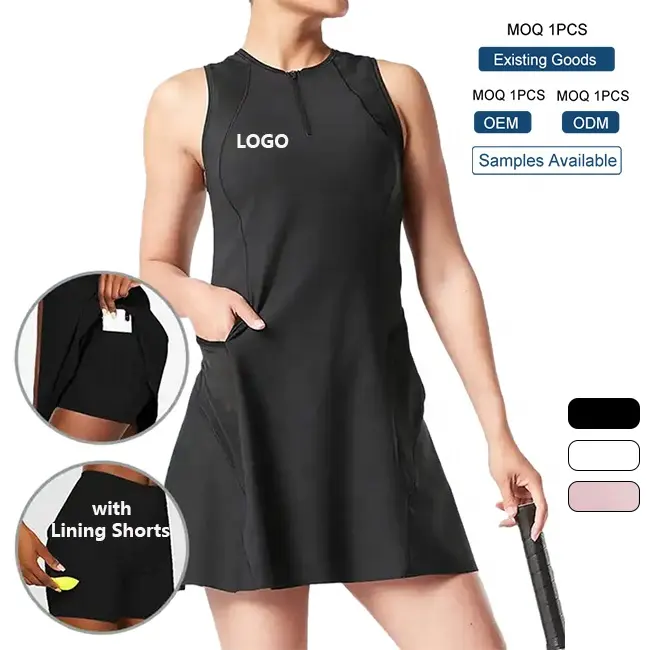 MOQ 1PCS
Existing Goods
MOQ 1PCS MOQ 1PCS
OEM ODM
Samples Available
LOGO
with
Lining Shorts